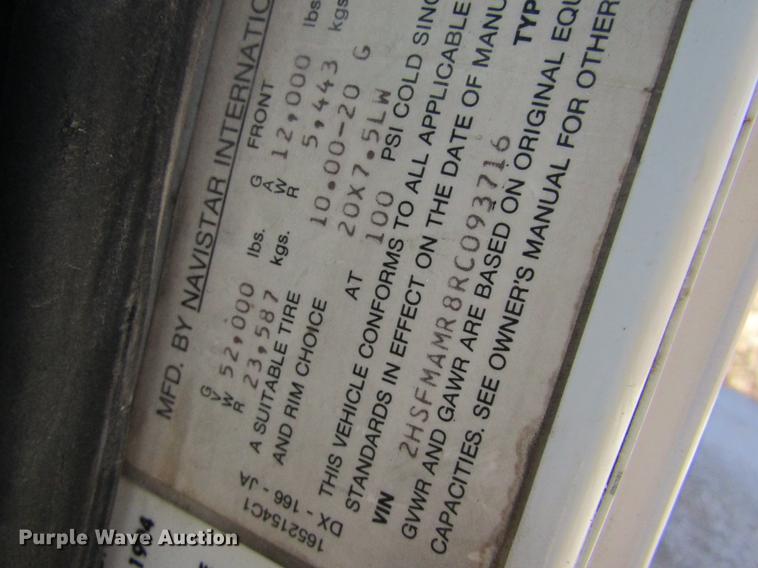 MFD. BY NAVISTAR INTERNATIONAL
GVWR 52,000 lbs. GAWR FRONT 12,000 lbs
23,587 kgs. 5,443 kgs
A SUITABLE TIRE 10.00-20 G
AND RIM CHOICE 20X7.5LW
AT 100 PSI COLD SING
THIS VEHICLE CONFORMS TO ALL APPLICABLE
STANDARDS IN EFFECT ON THE DATE OF MANU
VIN 2HSFMAMR8RC093716 TYP
GVWR AND GAWR ARE BASED ON ORIGINAL EQU
CAPACITIES. SEE OWNER'S MANUAL FOR OTHER
DX - 166 - JA
1652154C1
1994
Purple Wave Auction